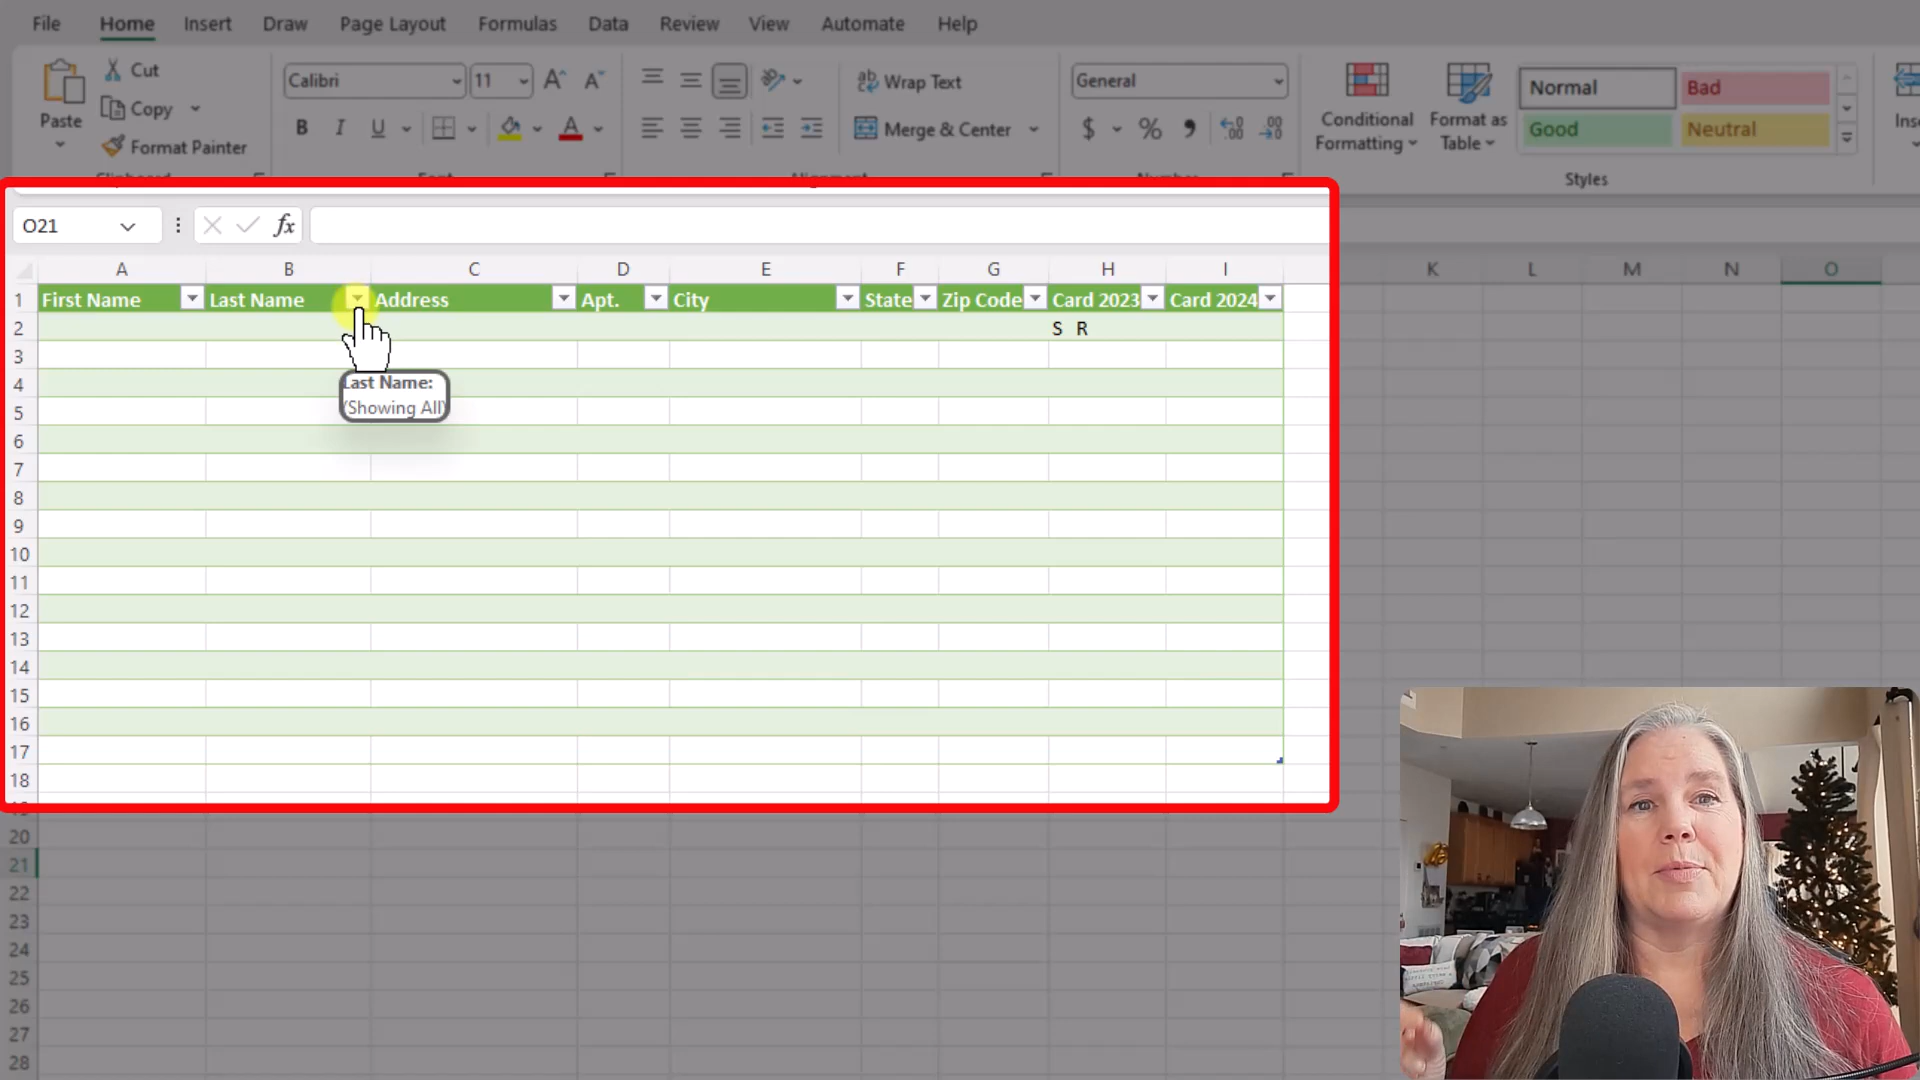 File Home Insert Draw Page Layout Formulas Data Review View Automate Help
Paste
Cut
Copy
Format Painter
Calibri 11
B I U
Wrap Text
Merge & Center
General
$ % 9
Conditional Formatting
Format as Table
Normal Bad
Good Neutral
Styles
O21 fx
A B C D E F G H I K L M N O
1 First Name Last Name Address Apt. City State Zip Code Card 2023 Card 2024
2 S R
3
4
Last Name:
(Showing All)
5
6
7
8
9
10
11
12
13
14
15
16
17
18
20
21
22
23
24
25
26
27
28